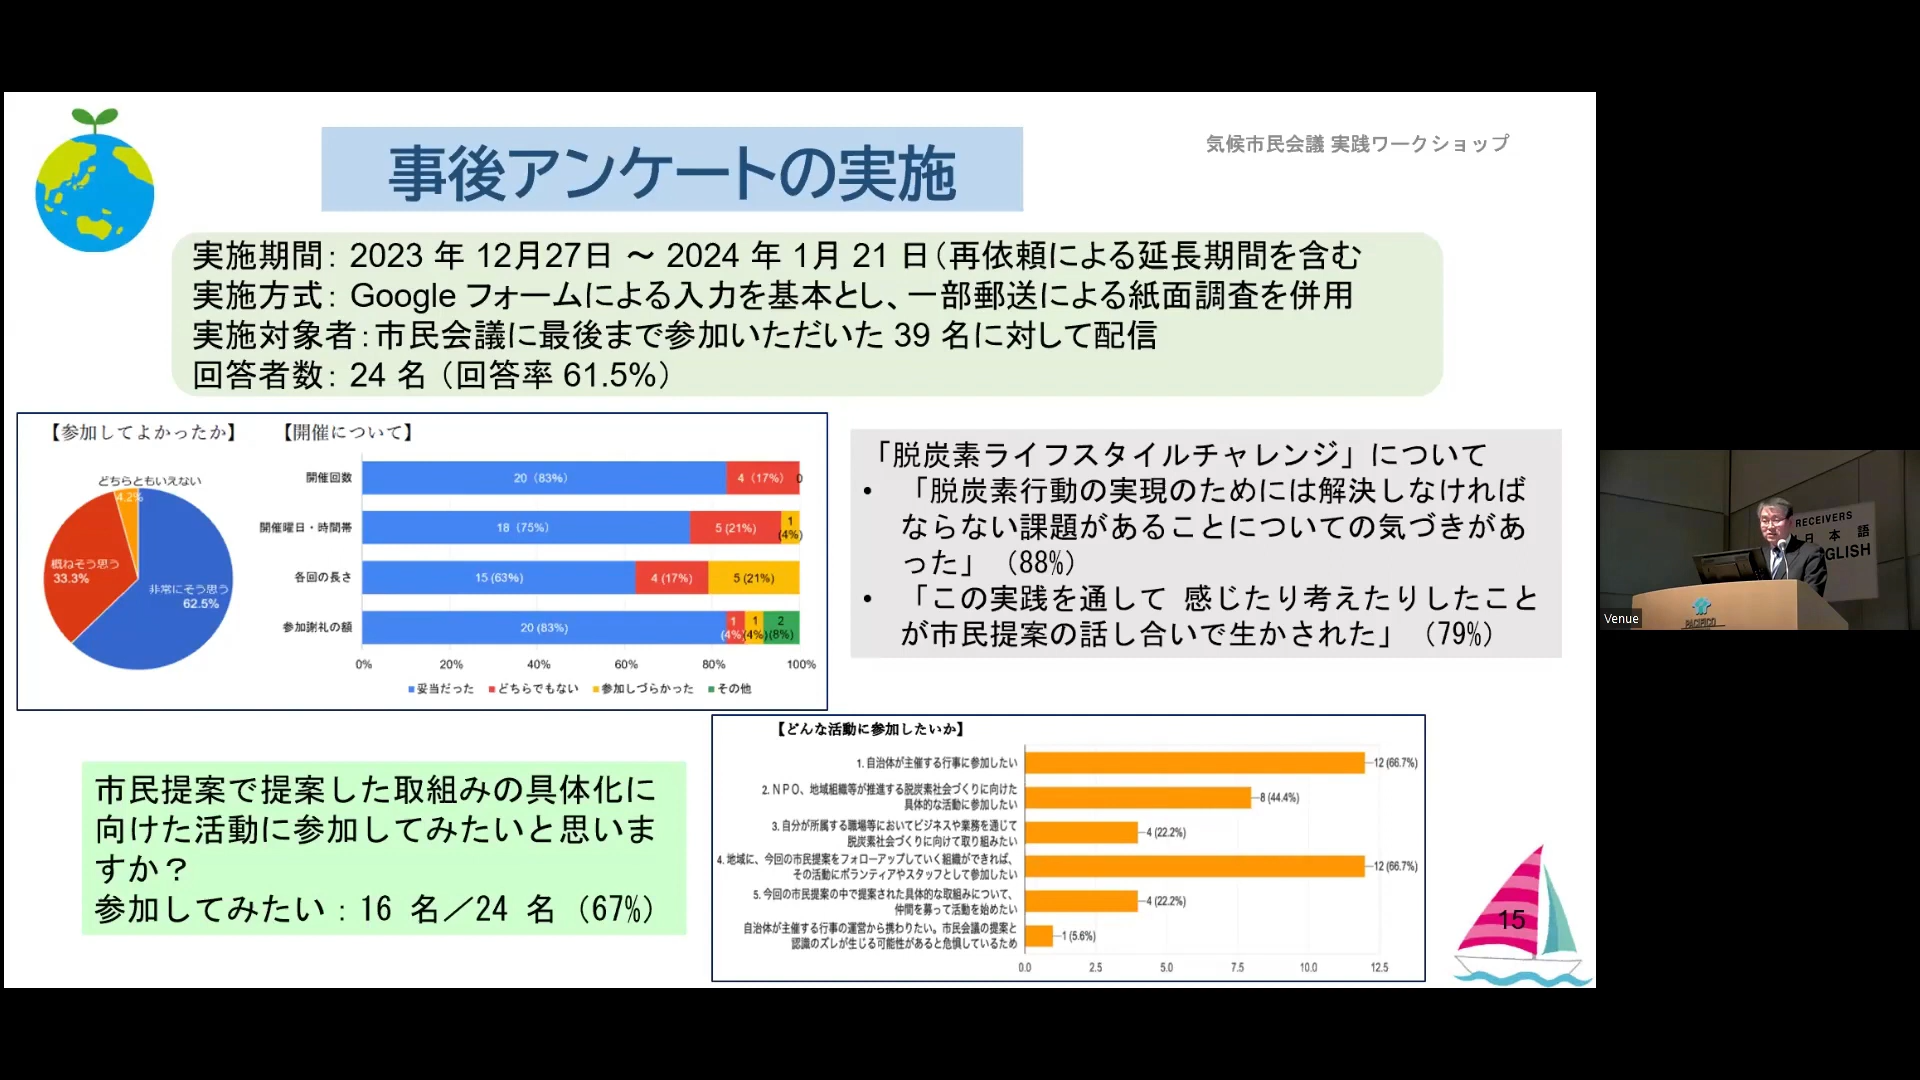 気候市民会議 実践ワークショップ
事後アンケートの実施
実施期間： 2023 年 12月27日 ～ 2024 年 1月 21 日（再依頼による延長期間を含む
実施方式： Google フォームによる入力を基本とし、一部郵送による紙面調査を併用
実施対象者：市民会議に最後まで参加いただいた 39 名に対して配信
回答者数： 24 名（回答率 61.5%）
【参加してよかったか】
どちらともいえない
4.2%
概ねそう思う
33.3%
非常にそう思う
62.5%
【開催について】
開催回数 20（83%） 4（17%） 0
開催曜日・時間帯 18（75%） 5 (21%) 1 (4%)
各回の長さ 15 (63%) 4 (17%) 5 (21%)
参加謝礼の額 20 (83%) 1 (4%) 1 (4%) 2 (8%)
0% 20% 40% 60% 80% 100%
妥当だった どちらでもない 参加しづらかった その他
「脱炭素ライフスタイルチャレンジ」について
• 「脱炭素行動の実現のためには解決しなければ
ならない課題があることについての気づきがあ
った」（88%）
• 「この実践を通して 感じたり考えたりしたこと
が市民提案の話し合いで生かされた」（79%）
市民提案で提案した取組みの具体化に
向けた活動に参加してみたいと思いま
すか？
参加してみたい：16 名／24 名（67%）
【どんな活動に参加したいか】
1. 自治体が主催する行事に参加したい 12 (66.7%)
2. ＮＰＯ、地域組織等が推進する脱炭素社会づくりに向けた
具体的な活動に参加したい 8 (44.4%)
3. 自分が所属する職場等においてビジネスや業務を通じて
脱炭素社会づくりに向けて取り組みたい 4 (22.2%)
4. 地域に、今回の市民提案をフォローアップしていく組織ができれば、
その活動にボランティアやスタッフとして参加したい 12 (66.7%)
5. 今回の市民提案の中で提案された具体的な取組みについて、
仲間を募って活動を始めたい 4 (22.2%)
自治体が主催する行事の運営から携わりたい。市民会議の提案と
認識のズレが生じる可能性があると危惧しているため 1 (5.6%)
0.0 2.5 5.0 7.5 10.0 12.5
15
RECEIVERS
日本語
GLISH
PACIFICO
Venue